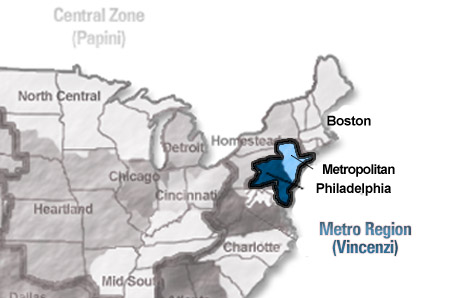 Central Zone
(Papini)
North Central
Boston
Homestead
Detroit
Metropolitan
Chicago
Cincinnati
Philadelphia
Heartland
Metro Region
(Vincenzi)
Charlotte
Mid South
Dallas
Atlanta